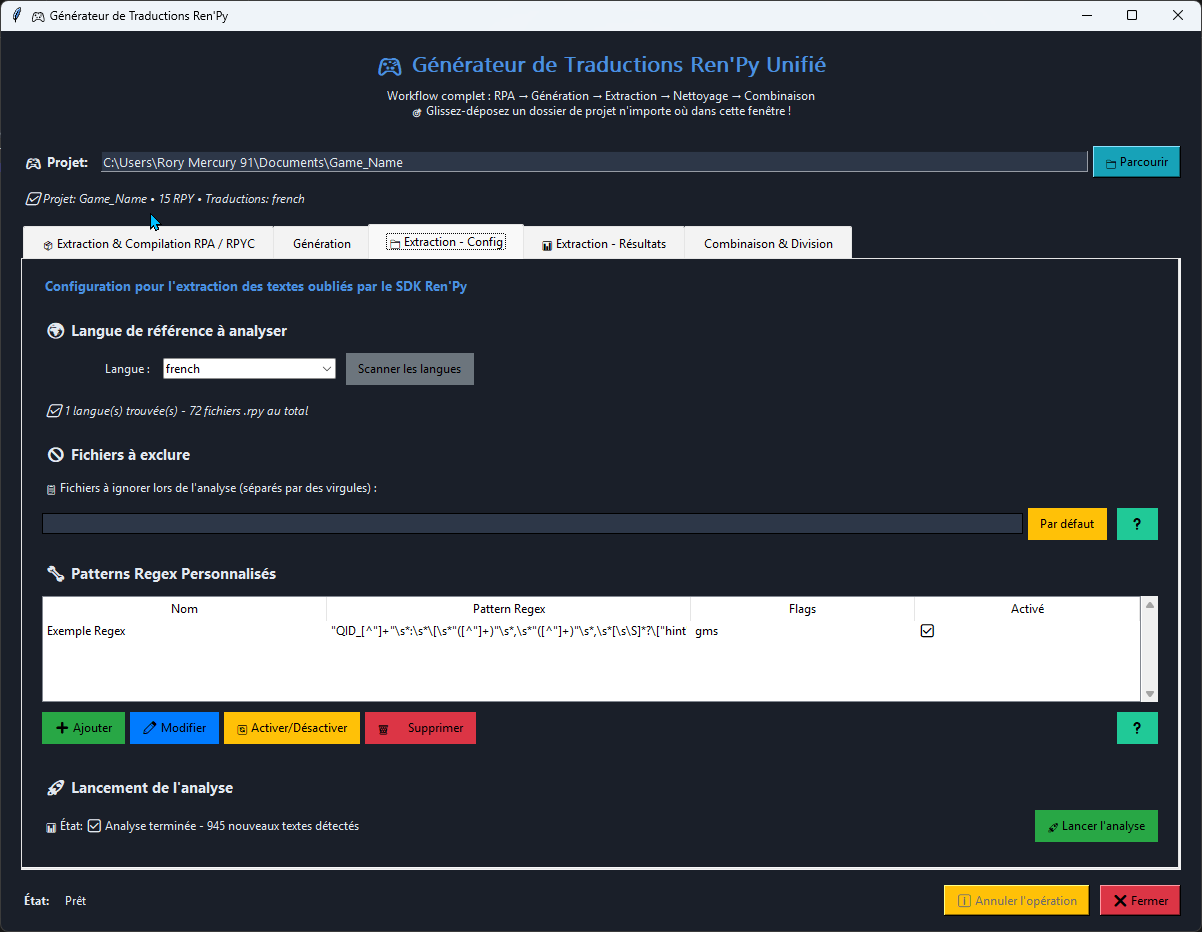 Générateur de Traductions Ren'Py
Générateur de Traductions Ren'Py Unifié
Workflow complet : RPA → Génération → Extraction → Nettoyage → Combinaison
Glissez-déposez un dossier de projet n'importe où dans cette fenêtre !
Projet: C:\Users\Rory Mercury 91\Documents\Game_Name Parcourir
Projet: Game_Name • 15 RPY • Traductions: french
Extraction & Compilation RPA / RPYC Génération Extraction - Config Extraction - Résultats Combinaison & Division
Configuration pour l'extraction des textes oubliés par le SDK Ren'Py
Langue de référence à analyser
Langue : french Scanner les langues
1 langue(s) trouvée(s) - 72 fichiers .rpy au total
Fichiers à exclure
Fichiers à ignorer lors de l'analyse (séparés par des virgules) :
Par défaut ?
Patterns Regex Personnalisés
Nom Pattern Regex Flags Activé
Exemple Regex "QID_[^"]+"\s*:\s*\[\s*"([^"]+)"\s*,\s*"([^"]+)"\s*,\s*[\s\S]*?\["hint gms
Ajouter Modifier Activer/Désactiver Supprimer ?
Lancement de l'analyse
État: Analyse terminée - 945 nouveaux textes détectés Lancer l'analyse
État: Prêt Annuler l'opération Fermer